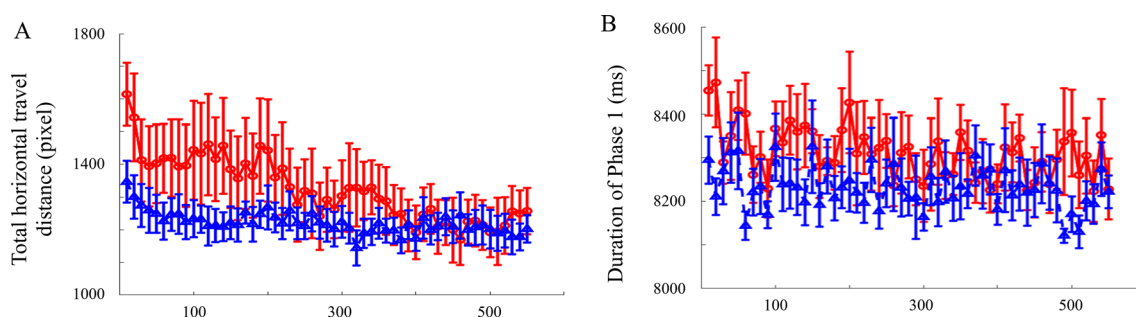 A
Total horizontal travel
distance (pixel)
1800
1400
1000
100
300
500
B
Duration of Phase 1 (ms)
8600
8400
8200
8000
100
300
500